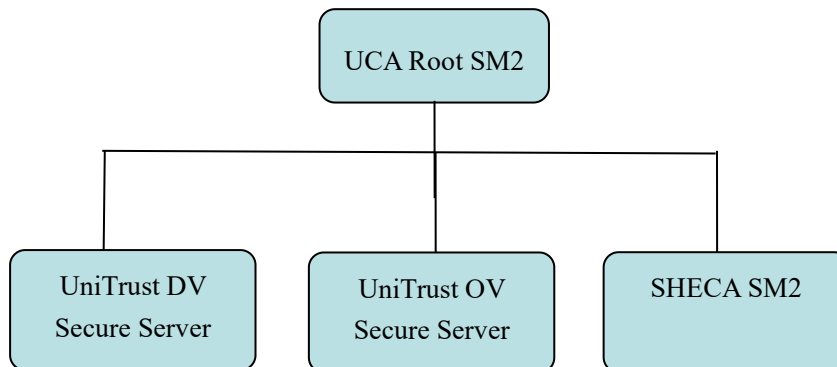 UCA Root SM2
UniTrust DV
Secure Server
UniTrust OV
Secure Server
SHECA SM2